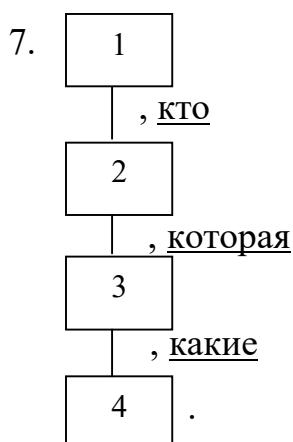 7.
1
, кто
2
, которая
3
, какие
4 .